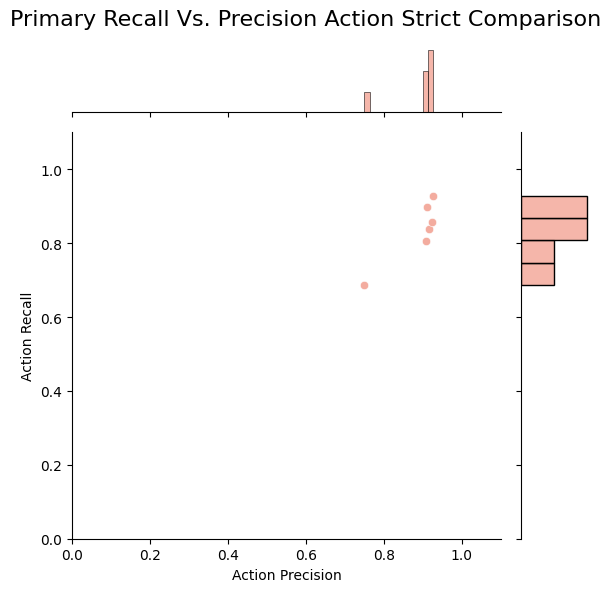 Primary Recall Vs. Precision Action Strict Comparison
1.0
0.8
0.6
0.4
0.2
0.0
Action Recall
0.0 0.2 0.4 0.6 0.8 1.0
Action Precision